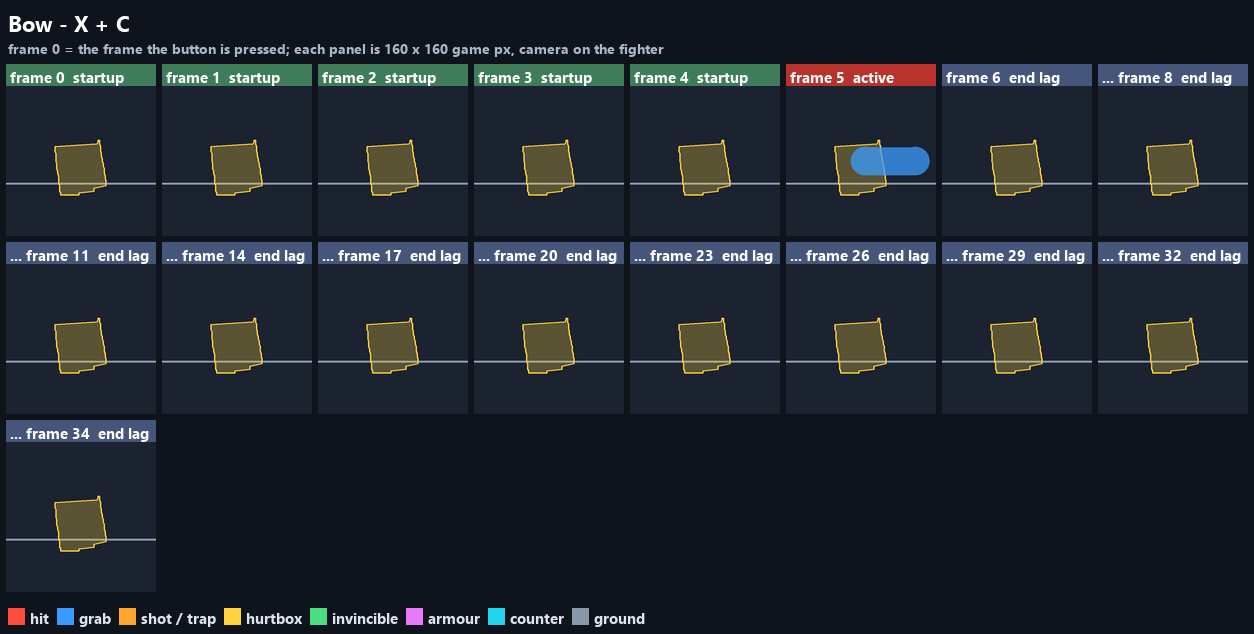 Bow - X + C
frame 0 = the frame the button is pressed; each panel is 160 x 160 game px, camera on the fighter
frame 0 startup
frame 1 startup
frame 2 startup
frame 3 startup
frame 4 startup
frame 5 active
frame 6 end lag
... frame 8 end lag
... frame 11 end lag
... frame 14 end lag
... frame 17 end lag
... frame 20 end lag
... frame 23 end lag
... frame 26 end lag
... frame 29 end lag
... frame 32 end lag
... frame 34 end lag
hit grab shot / trap hurtbox invincible armour counter ground